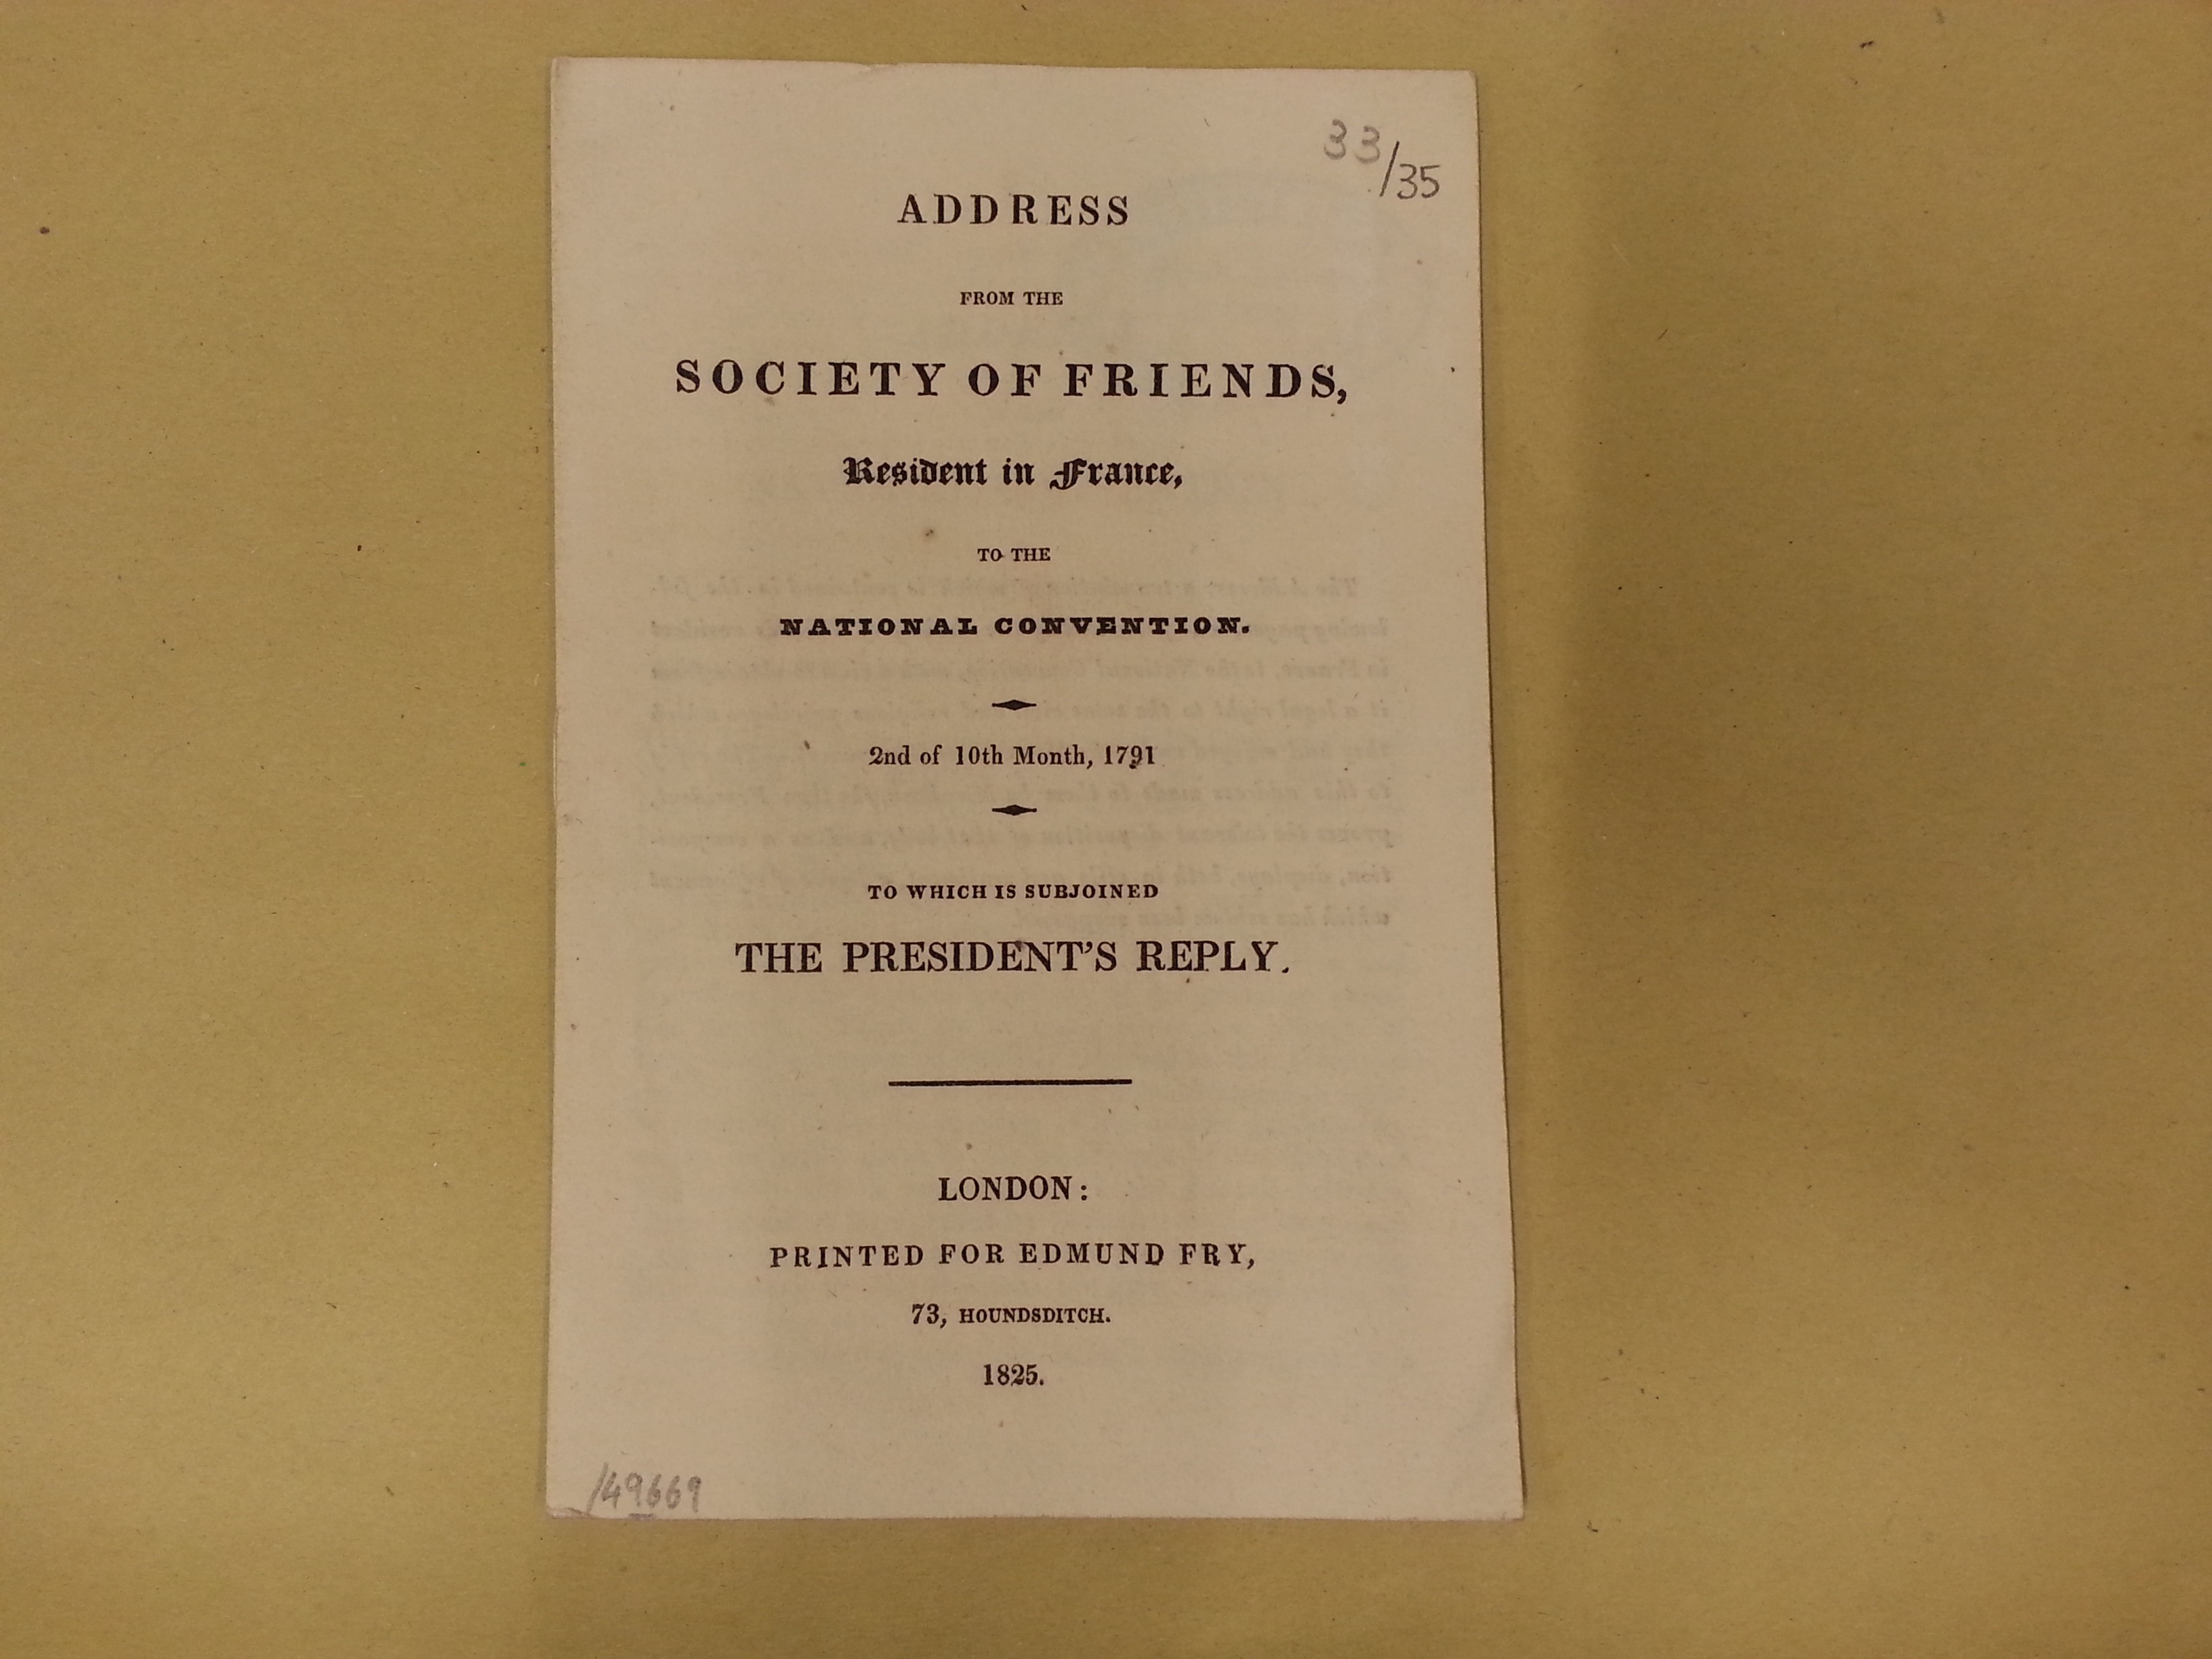 33/35
ADDRESS
FROM THE
SOCIETY OF FRIENDS,
Resident in France,
TO THE
NATIONAL CONVENTION.
2nd of 10th Month, 1791
TO WHICH IS SUBJOINED
THE PRESIDENT'S REPLY.
LONDON:
PRINTED FOR EDMUND FRY,
73, HOUNDSDITCH.
1825.
/49669